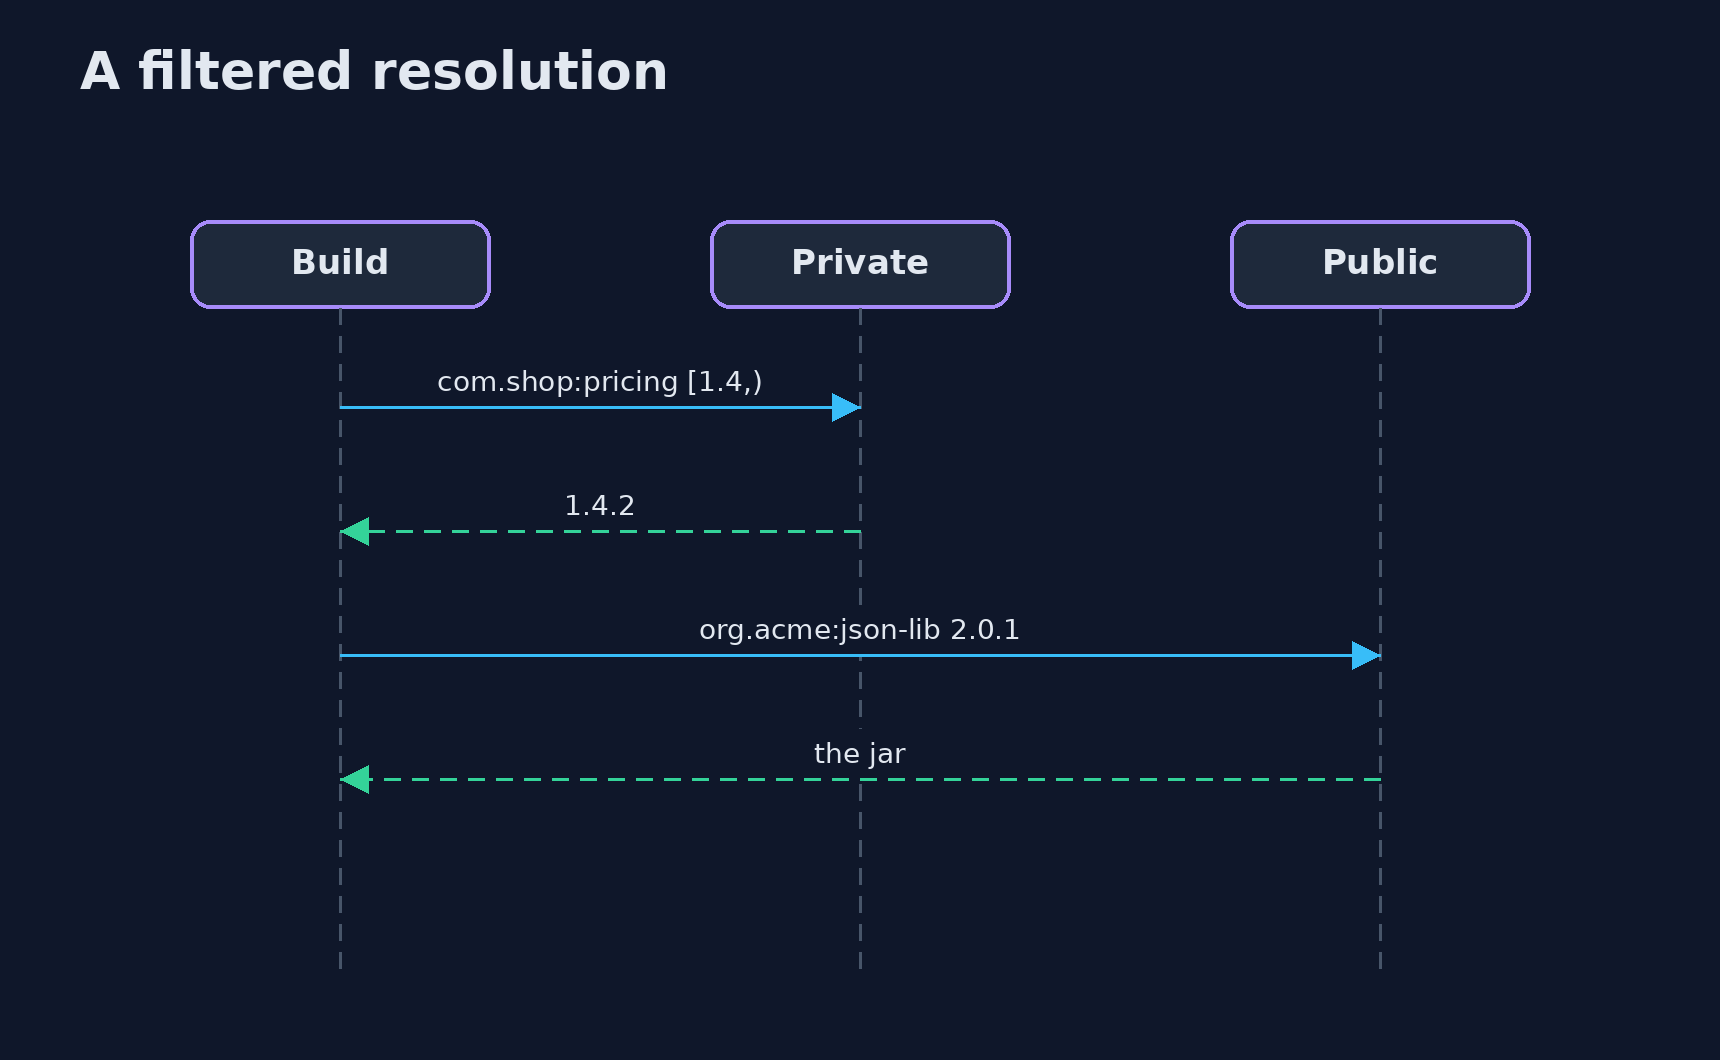 A filtered resolution
Build
Private
Public
com.shop:pricing [1.4,)
1.4.2
org.acme:json-lib 2.0.1
the jar